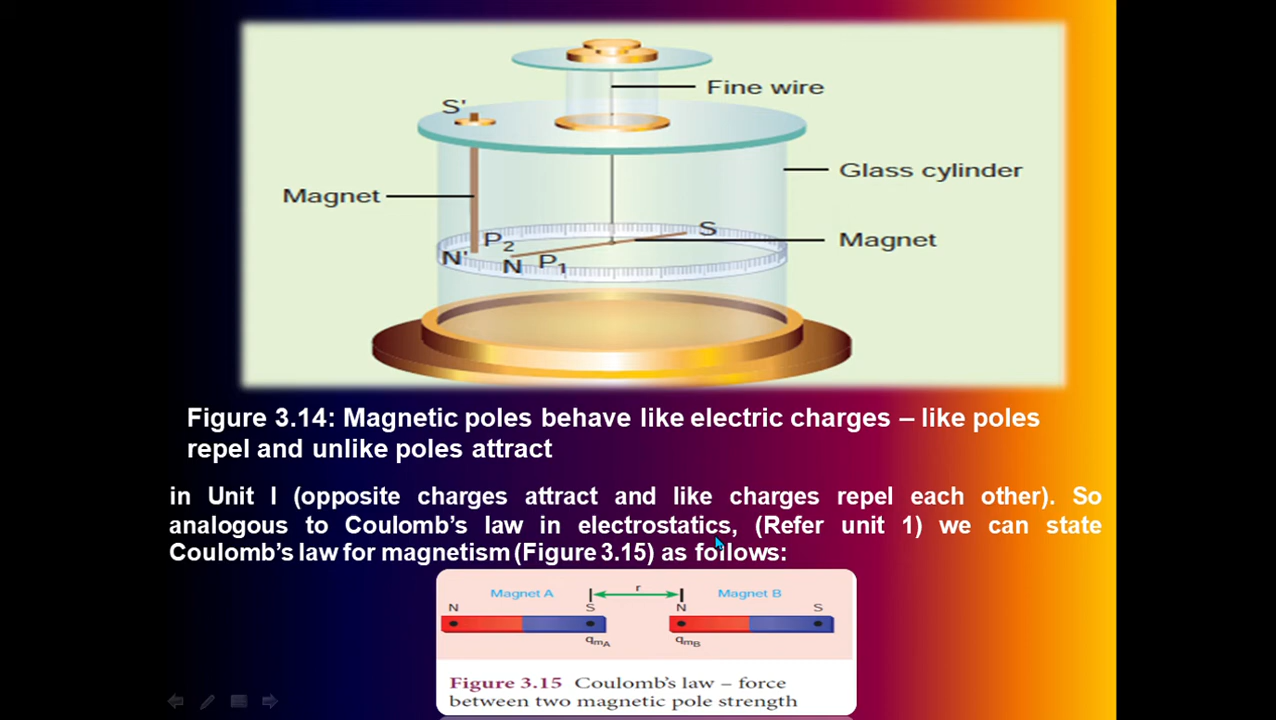 Fine wire
S'
Glass cylinder
Magnet
S
P2
Magnet
N'
N
P1
Figure 3.14: Magnetic poles behave like electric charges – like poles
repel and unlike poles attract
in Unit I (opposite charges attract and like charges repel each other). So
analogous to Coulomb's law in electrostatics, (Refer unit 1) we can state
Coulomb's law for magnetism (Figure 3.15) as follows:
Magnet A r Magnet B
N S N S
qmA qmB
Figure 3.15 Coulomb's law – force
between two magnetic pole strength